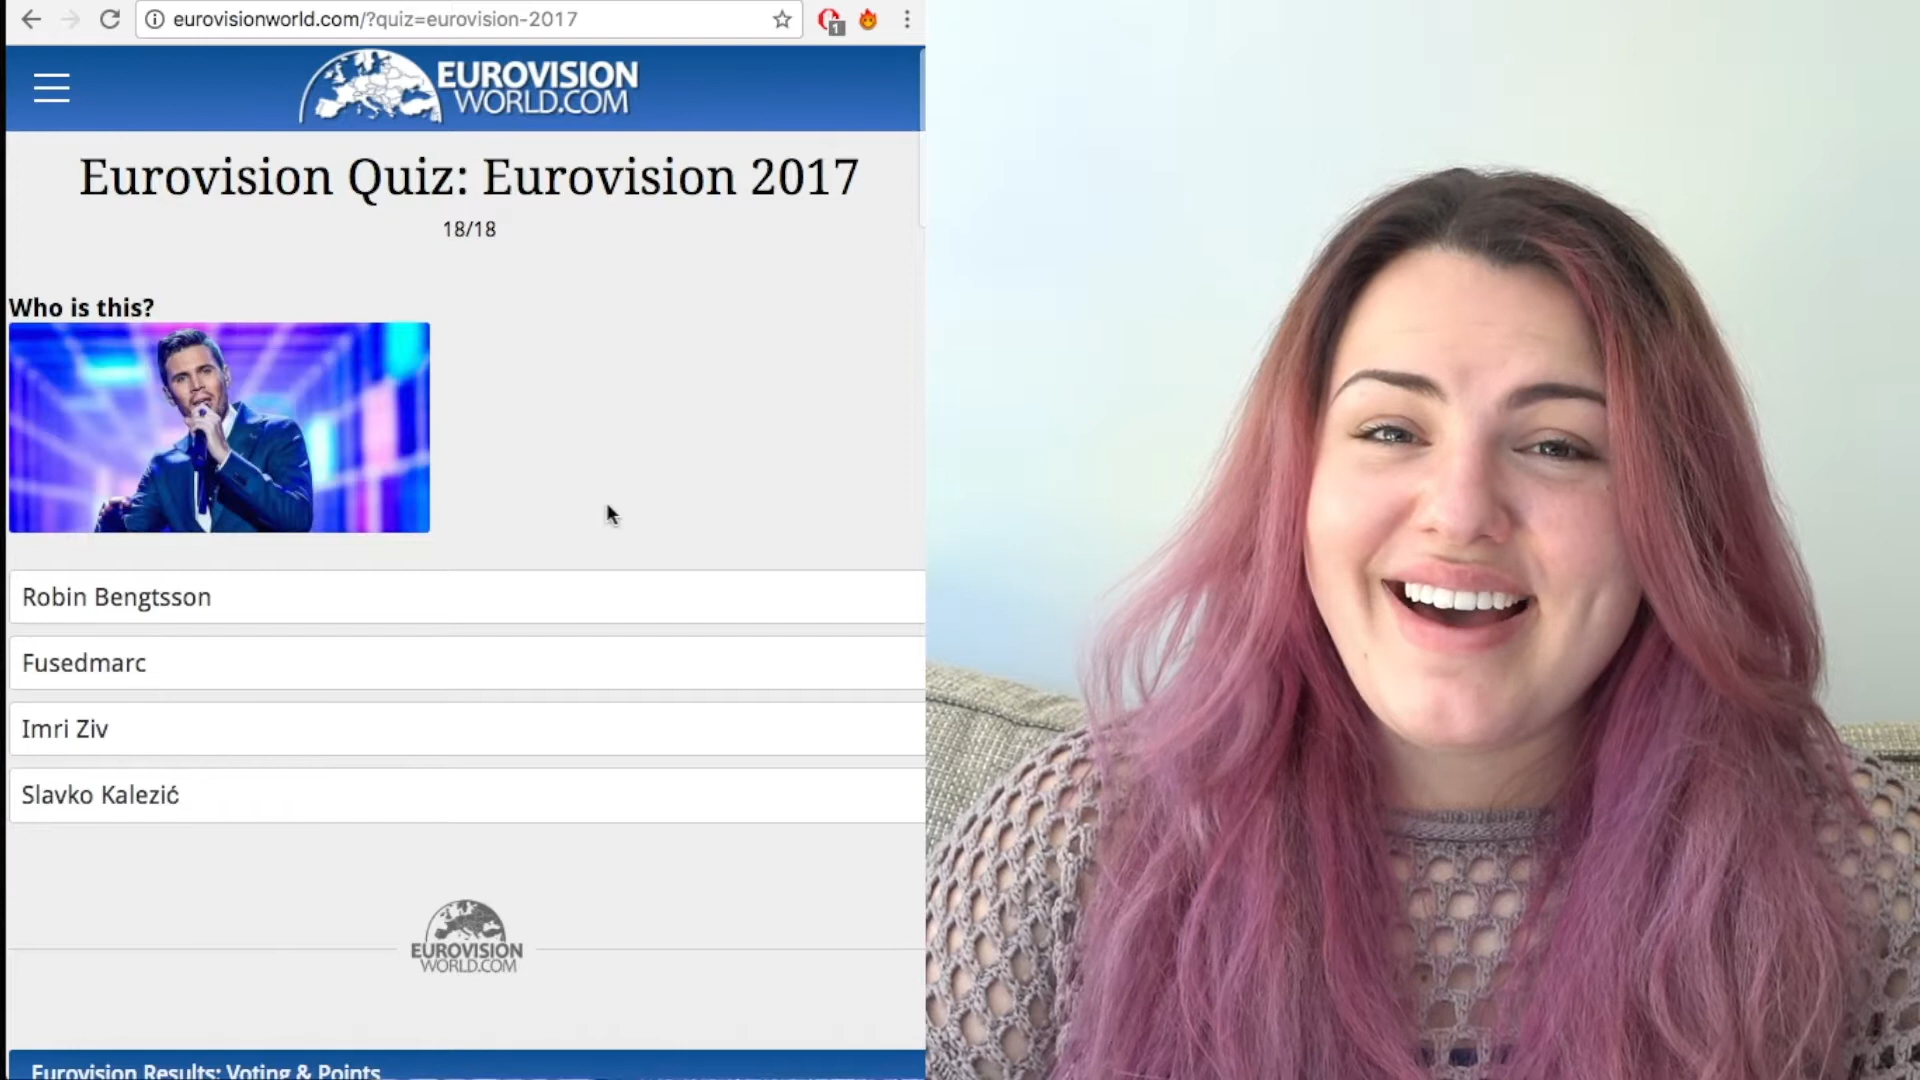 eurovisionworld.com/?quiz=eurovision-2017
1
EUROVISION
WORLD.COM
Eurovision Quiz: Eurovision 2017
18/18
Who is this?
Robin Bengtsson
Fusedmarc
Imri Ziv
Slavko Kalezić
EUROVISION
WORLD.COM
Eurovision Results: Voting & Points